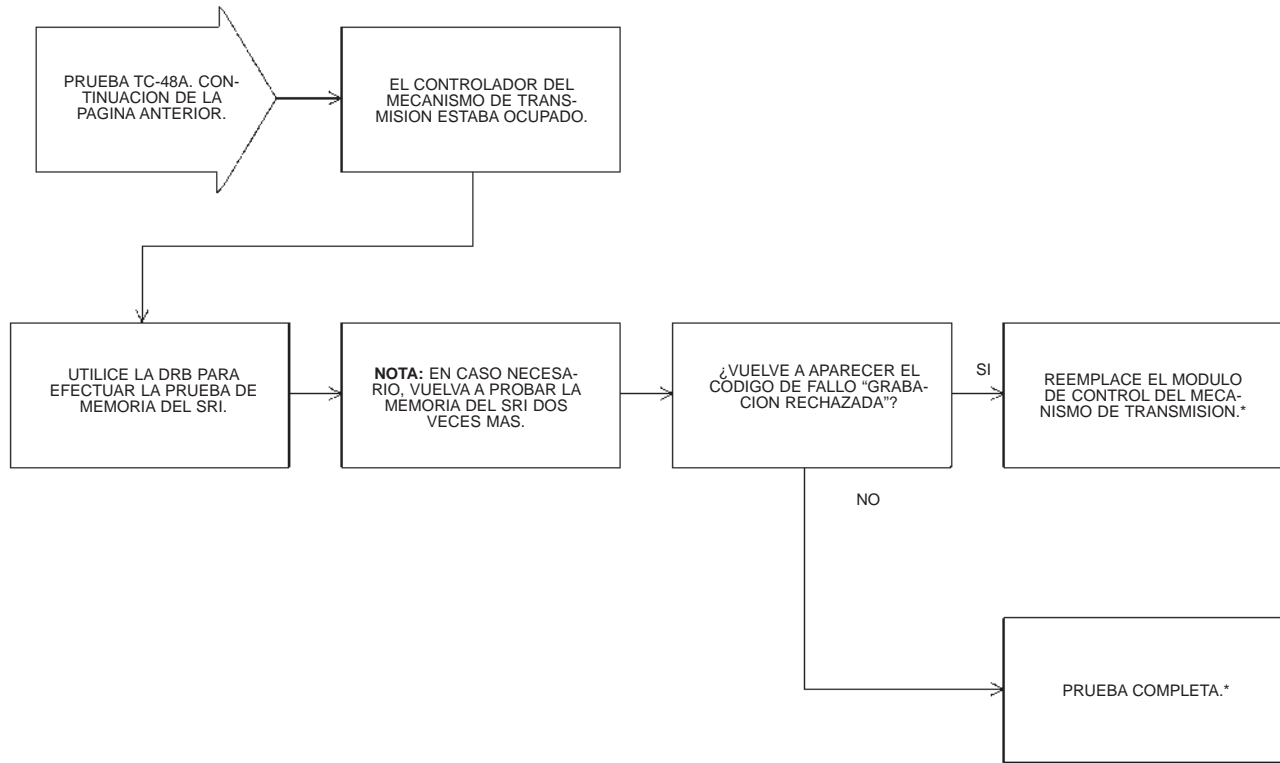 PRUEBA TC-48A. CON-
TINUACION DE LA
PAGINA ANTERIOR.
EL CONTROLADOR DEL
MECANISMO DE TRANS-
MISION ESTABA OCUPADO.
UTILICE LA DRB PARA
EFECTUAR LA PRUEBA DE
MEMORIA DEL SRI.
NOTA: EN CASO NECESA-
RIO, VUELVA A PROBAR LA
MEMORIA DEL SRI DOS
VECES MAS.
¿VUELVE A APARECER EL
CODIGO DE FALLO “GRABA-
CION RECHAZADA”?
SI
REEMPLACE EL MODULO
DE CONTROL DEL MECA-
NISMO DE TRANSMISION.*
NO
PRUEBA COMPLETA.*